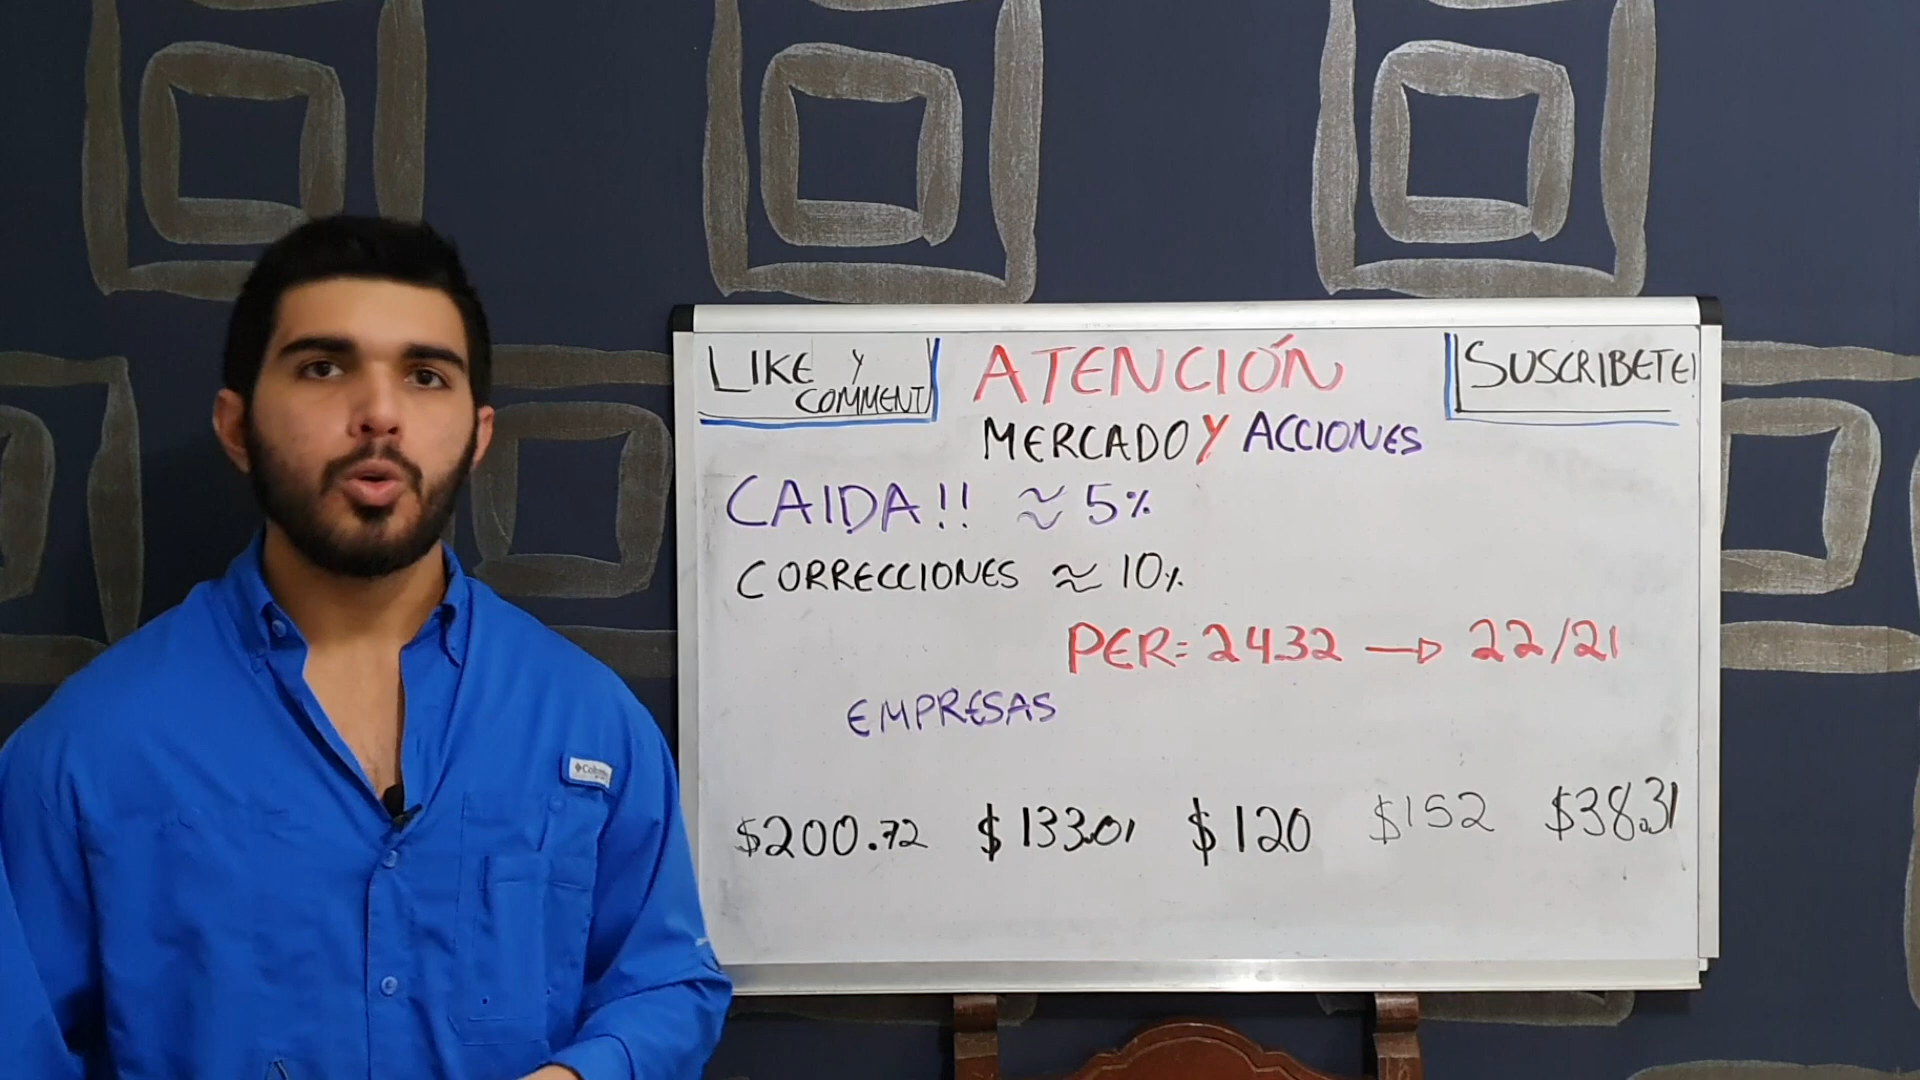 LIKE Y
COMMENT
ATENCIÓN
SUSCRIBETE!
MERCADO Y ACCIONES
CAIDA!! ≈ 5%
CORRECCIONES ≈ 10%
PER = 24.32 → 22/21
EMPRESAS
$200.72 $133.01 $120 $152 $38.31